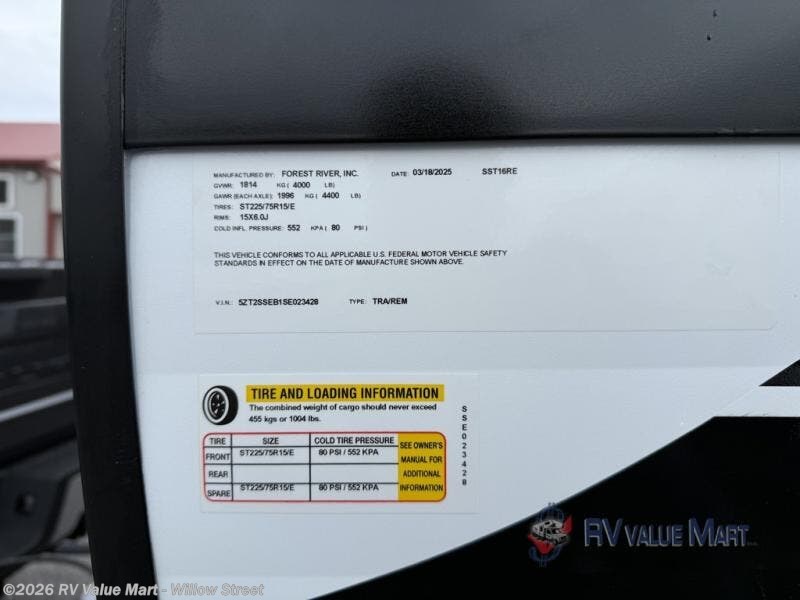 MANUFACTURED BY: FOREST RIVER, INC. DATE: 03/18/2025 SST16RE
GVWR: 1814 KG ( 4000 LB)
GAWR (EACH AXLE): 1996 KG ( 4400 LB)
TIRES: ST225/75R15/E
RIMS: 15X6.0J
COLD INFL. PRESSURE: 552 KPA ( 80 PSI )
THIS VEHICLE CONFORMS TO ALL APPLICABLE U.S. FEDERAL MOTOR VEHICLE SAFETY
STANDARDS IN EFFECT ON THE DATE OF MANUFACTURE SHOWN ABOVE.
V.I.N.: 5ZT2SSEB1SE023428 TYPE: TRA/REM
TIRE AND LOADING INFORMATION
The combined weight of cargo should never exceed
455 kgs or 1004 lbs.
TIRE SIZE COLD TIRE PRESSURE SEE OWNER'S
FRONT ST225/75R15/E 80 PSI / 552 KPA MANUAL FOR
REAR ADDITIONAL
SPARE ST225/75R15/E 80 PSI / 552 KPA INFORMATION
SSE023428
RV VALUE MART
©2026 RV Value Mart - Willow Street